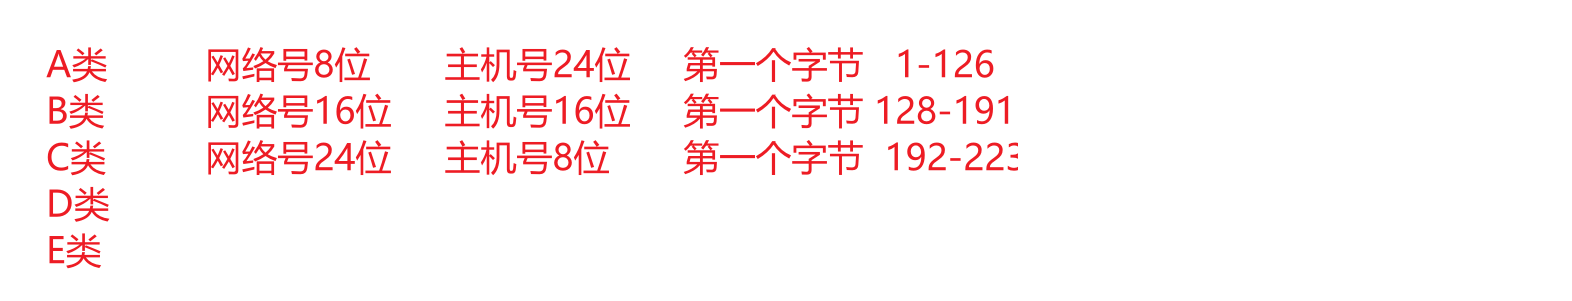 A类 网络号8位 主机号24位 第一个字节 1-126
B类 网络号16位 主机号16位 第一个字节 128-191
C类 网络号24位 主机号8位 第一个字节 192-223
D类
E类